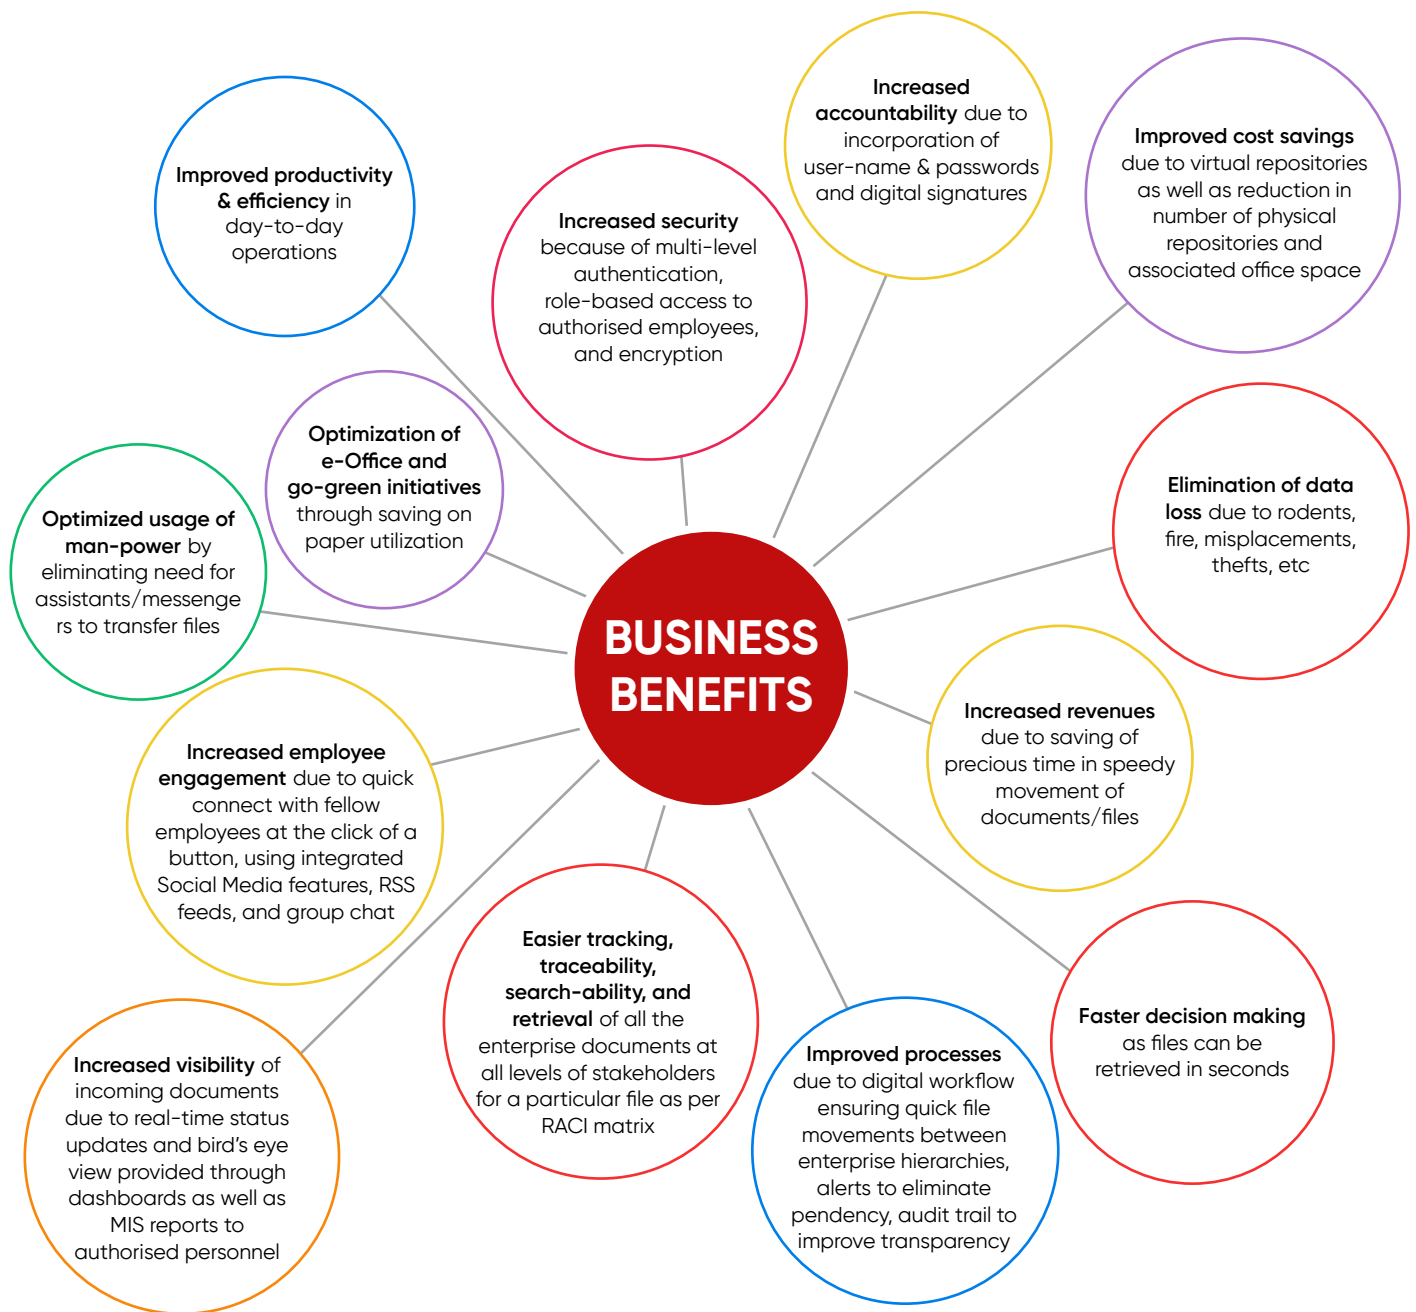 Increased
accountability due to
incorporation of
user-name & passwords
and digital signatures
Improved cost savings
due to virtual repositories
as well as reduction in
number of physical
repositories and
associated office space
Improved productivity
& efficiency in
day-to-day
operations
Increased security
because of multi-level
authentication,
role-based access to
authorised employees,
and encryption
Optimization of
e-Office and
go-green initiatives
through saving on
paper utilization
Elimination of data
loss due to rodents,
fire, misplacements,
thefts, etc
Optimized usage of
man-power by
eliminating need for
assistants/messenge
rs to transfer files
BUSINESS
BENEFITS
Increased revenues
due to saving of
precious time in speedy
movement of
documents/files
Increased employee
engagement due to quick
connect with fellow
employees at the click of a
button, using integrated
Social Media features, RSS
feeds, and group chat
Easier tracking,
traceability,
search-ability, and
retrieval of all the
enterprise documents at
all levels of stakeholders
for a particular file as per
RACI matrix
Faster decision making
as files can be
retrieved in seconds
Improved processes
due to digital workflow
ensuring quick file
movements between
enterprise hierarchies,
alerts to eliminate
pendency, audit trail to
improve transparency
Increased visibility of
incoming documents
due to real-time status
updates and bird's eye
view provided through
dashboards as well as
MIS reports to
authorised personnel